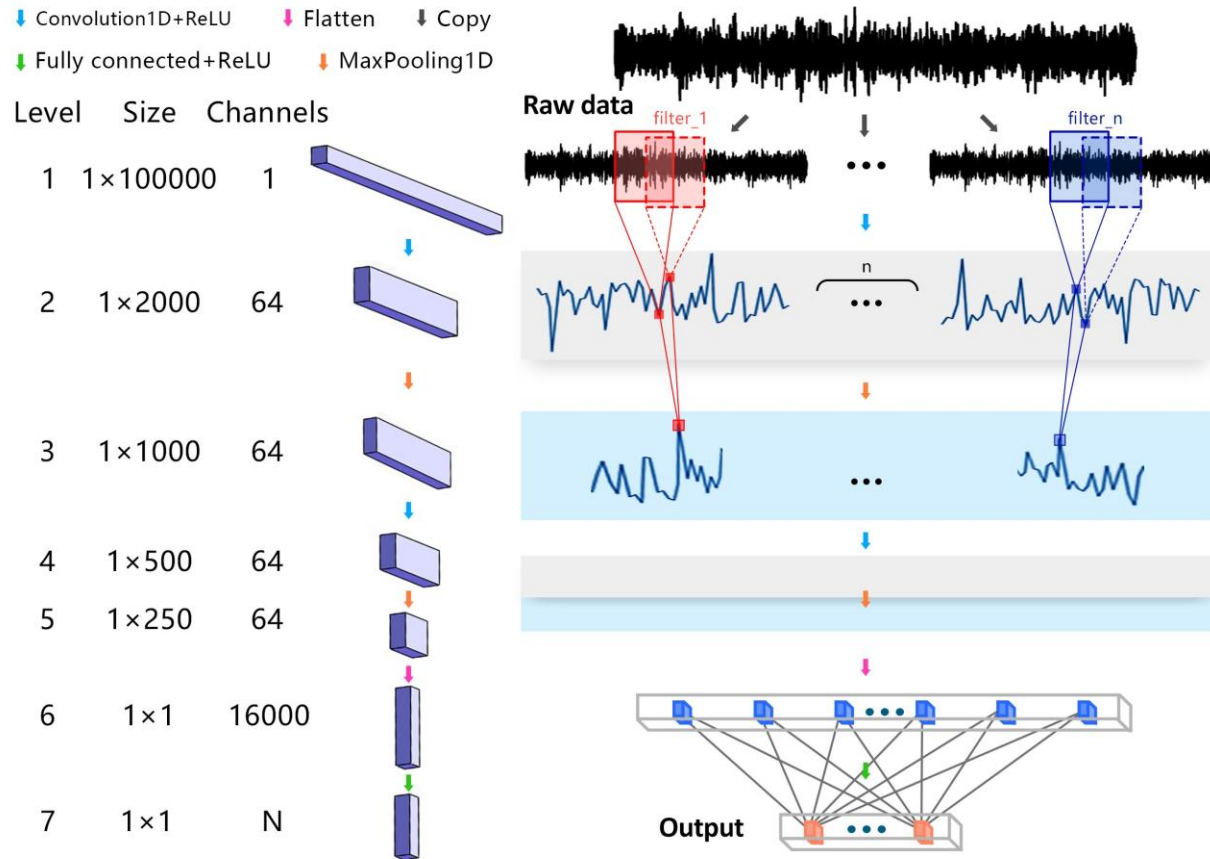 Convolution1D+ReLU Flatten Copy
Fully connected+ReLU MaxPooling1D
Level Size Channels
1 1×100000 1
2 1×2000 64
3 1×1000 64
4 1×500 64
5 1×250 64
6 1×1 16000
7 1×1 N
Raw data
filter_1
filter_n
n
Output